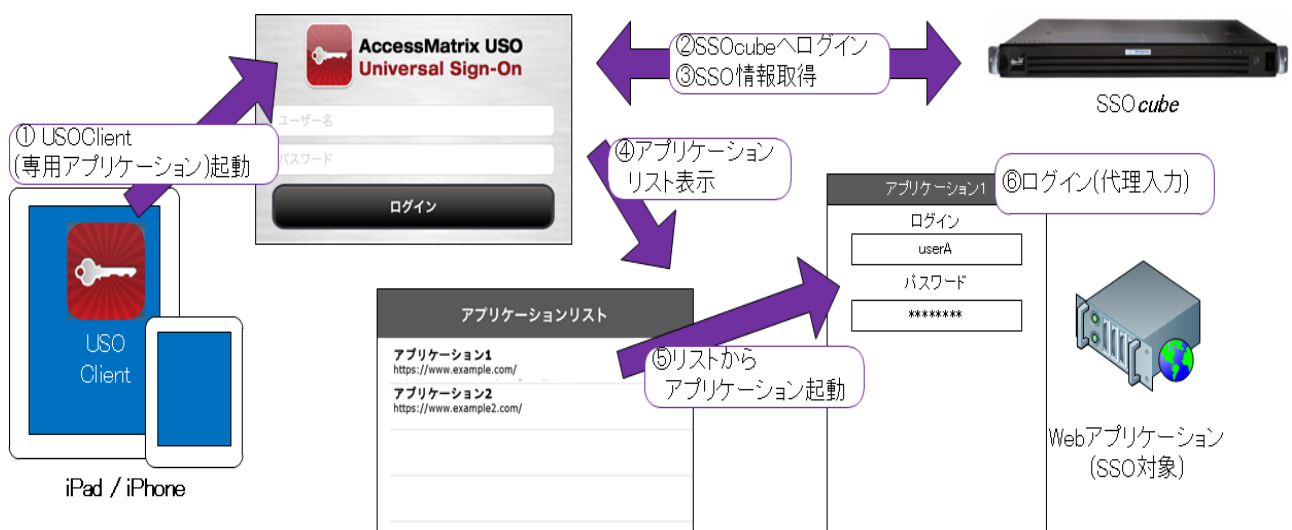 ① USOClient
(専用アプリケーション)起動
USO
Client
iPad / iPhone
AccessMatrix USO
Universal Sign-On
ユーザー名
パスワード
ログイン
②SSOcubeへログイン
③SSO情報取得
SSOcube
④アプリケーション
リスト表示
アプリケーションリスト
アプリケーション1
https://www.example.com/
アプリケーション2
https://www.example2.com/
⑤リストから
アプリケーション起動
アプリケーション1
⑥ログイン(代理入力)
ログイン
userA
パスワード
********
Webアプリケーション
(SSO対象)